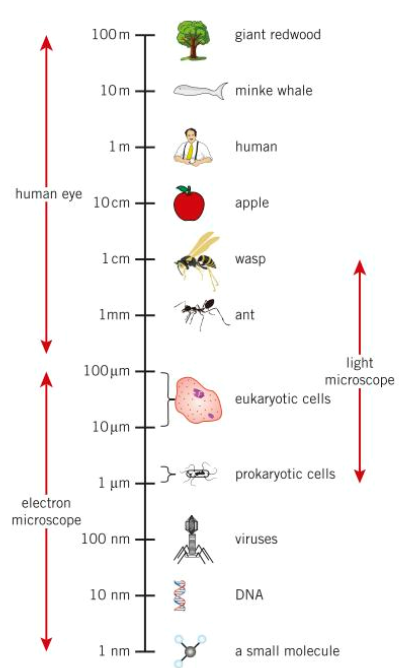 100 m giant redwood
10 m minke whale
1 m human
human eye
10 cm apple
1 cm wasp
1mm ant
light
microscope
100 µm
eukaryotic cells
10 µm
prokaryotic cells
1 µm
electron
microscope
100 nm viruses
10 nm DNA
1 nm a small molecule